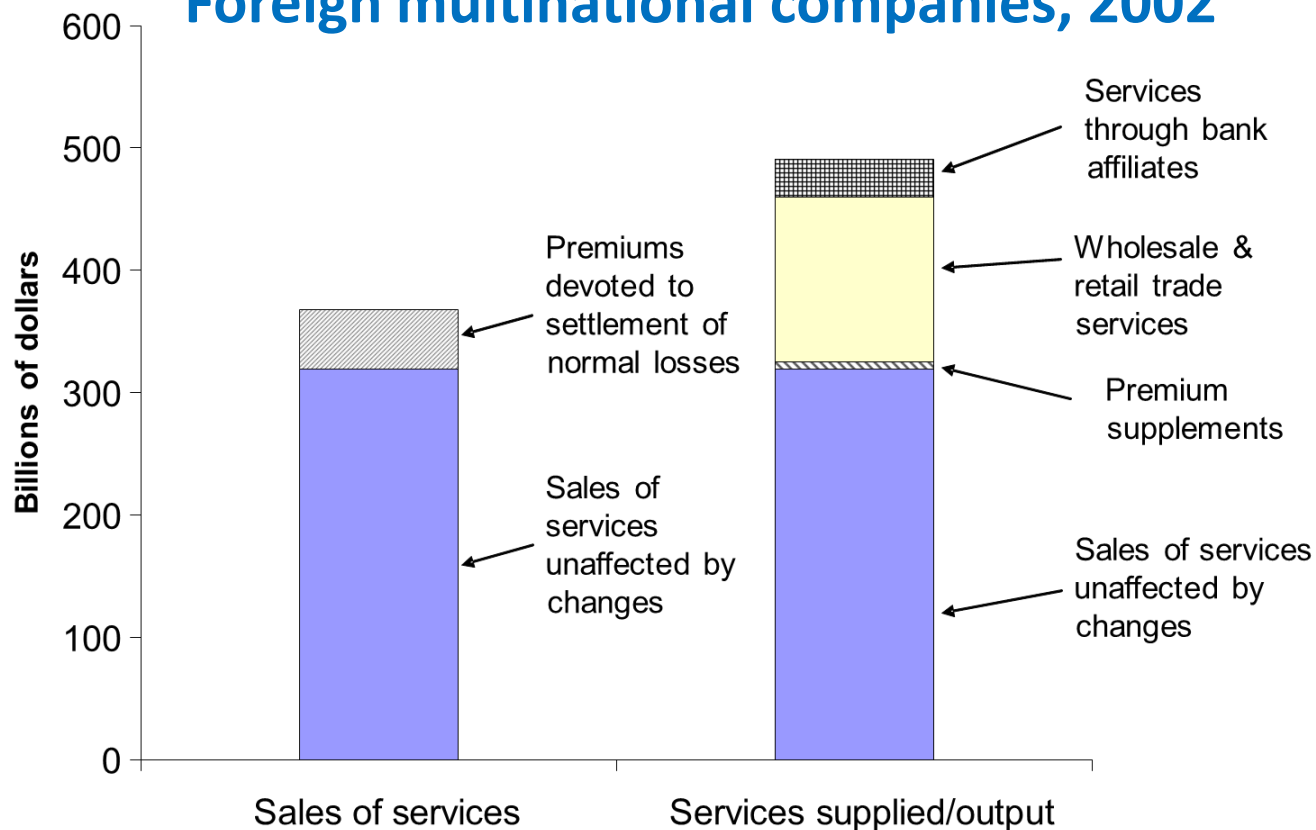 Foreign multinational companies, 2002
600
500
400
300
200
100
0
Billions of dollars
Premiums
devoted to
settlement of
normal losses
Sales of
services
unaffected by
changes
Services
through bank
affiliates
Wholesale &
retail trade
services
Premium
supplements
Sales of services
unaffected by
changes
Sales of services
Services supplied/output